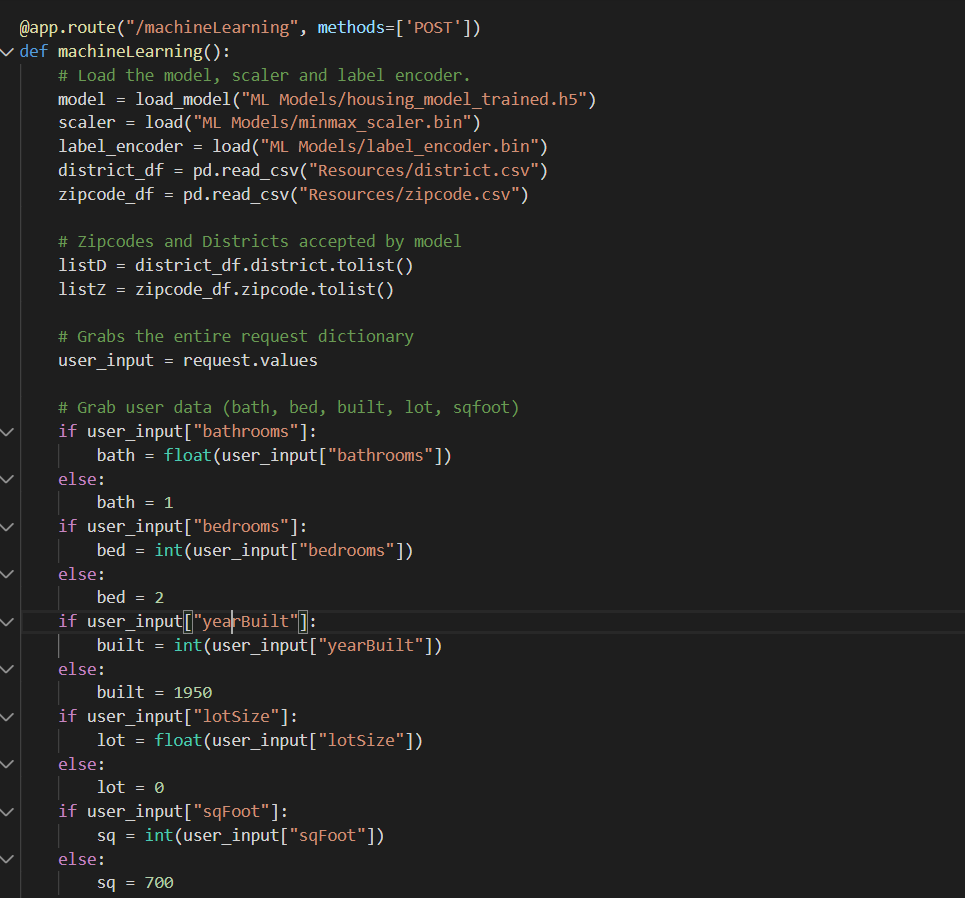 @app.route("/machineLearning", methods=['POST'])
def machineLearning():
    # Load the model, scaler and label encoder.
    model = load_model("ML Models/housing_model_trained.h5")
    scaler = load("ML Models/minmax_scaler.bin")
    label_encoder = load("ML Models/label_encoder.bin")
    district_df = pd.read_csv("Resources/district.csv")
    zipcode_df = pd.read_csv("Resources/zipcode.csv")

    # Zipcodes and Districts accepted by model
    listD = district_df.district.tolist()
    listZ = zipcode_df.zipcode.tolist()

    # Grabs the entire request dictionary
    user_input = request.values

    # Grab user data (bath, bed, built, lot, sqfoot)
    if user_input["bathrooms"]:
        bath = float(user_input["bathrooms"])
    else:
        bath = 1
    if user_input["bedrooms"]:
        bed = int(user_input["bedrooms"])
    else:
        bed = 2
    if user_input["yearBuilt"]:
        built = int(user_input["yearBuilt"])
    else:
        built = 1950
    if user_input["lotSize"]:
        lot = float(user_input["lotSize"])
    else:
        lot = 0
    if user_input["sqFoot"]:
        sq = int(user_input["sqFoot"])
    else:
        sq = 700